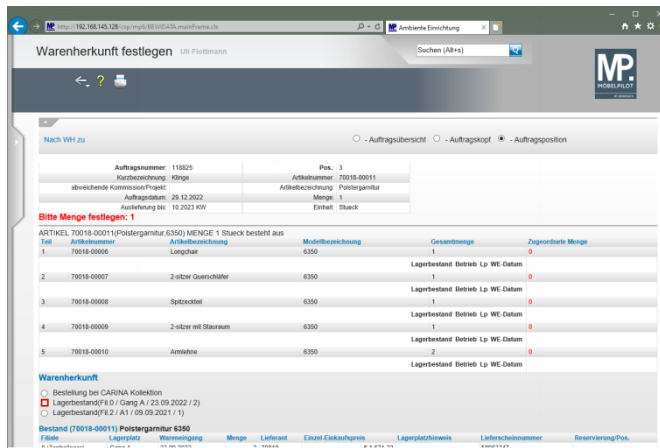 http://192.168.145.128/csp/mpli/BEWIDATA.mainFrame.cls
MP Ambiente Einrichtung
Warenherkunft festlegen Uli Flottmann
Suchen (Alt+s)
MP.
MÖBELPILOT
Nach WH zu
- Auftragsübersicht - Auftragskopf - Auftragsposition
Auftragsnummer 118825 Pos. 3
Kurzbezeichnung Klinge Artikelnummer 70018-00011
abweichende Kommission/Projekt Artikelbezeichnung Polstergarnitur
Auftragsdatum 29.12.2022 Menge 1
Auslieferung bis 10.2023 KW Einheit Stueck
Bitte Menge festlegen: 1
ARTIKEL 70018-00011(Polstergarnitur,6350) MENGE 1 Stueck besteht aus
Teil Artikelnummer Artikelbezeichnung Modellbezeichnung Gesamtmenge Zugeordnete Menge
1 70018-00006 Longchair 6350 1 0
Lagerbestand Betrieb Lp WE-Datum
2 70018-00007 2-sitzer Querschläfer 6350 1 0
Lagerbestand Betrieb Lp WE-Datum
3 70018-00008 Spitzeckteil 6350 1 0
Lagerbestand Betrieb Lp WE-Datum
4 70018-00009 2-sitzer mit Stauraum 6350 1 0
Lagerbestand Betrieb Lp WE-Datum
5 70018-00010 Armlehne 6350 2 0
Lagerbestand Betrieb Lp WE-Datum
Warenherkunft
Bestellung bei CARINA Kollektion
Lagerbestand(Fil.0 / Gang A / 23.09.2022 / 2)
Lagerbestand(Fil.2 / A1 / 09.09.2021 / 1)
Bestand (70018-00011) Polstergarnitur 6350
Filiale Lagerplatz Wareneingang Menge Lieferant Einzel-Einkaufspreis Lagerplatzhinweis Lieferscheinnummer Reservierung/Pos.